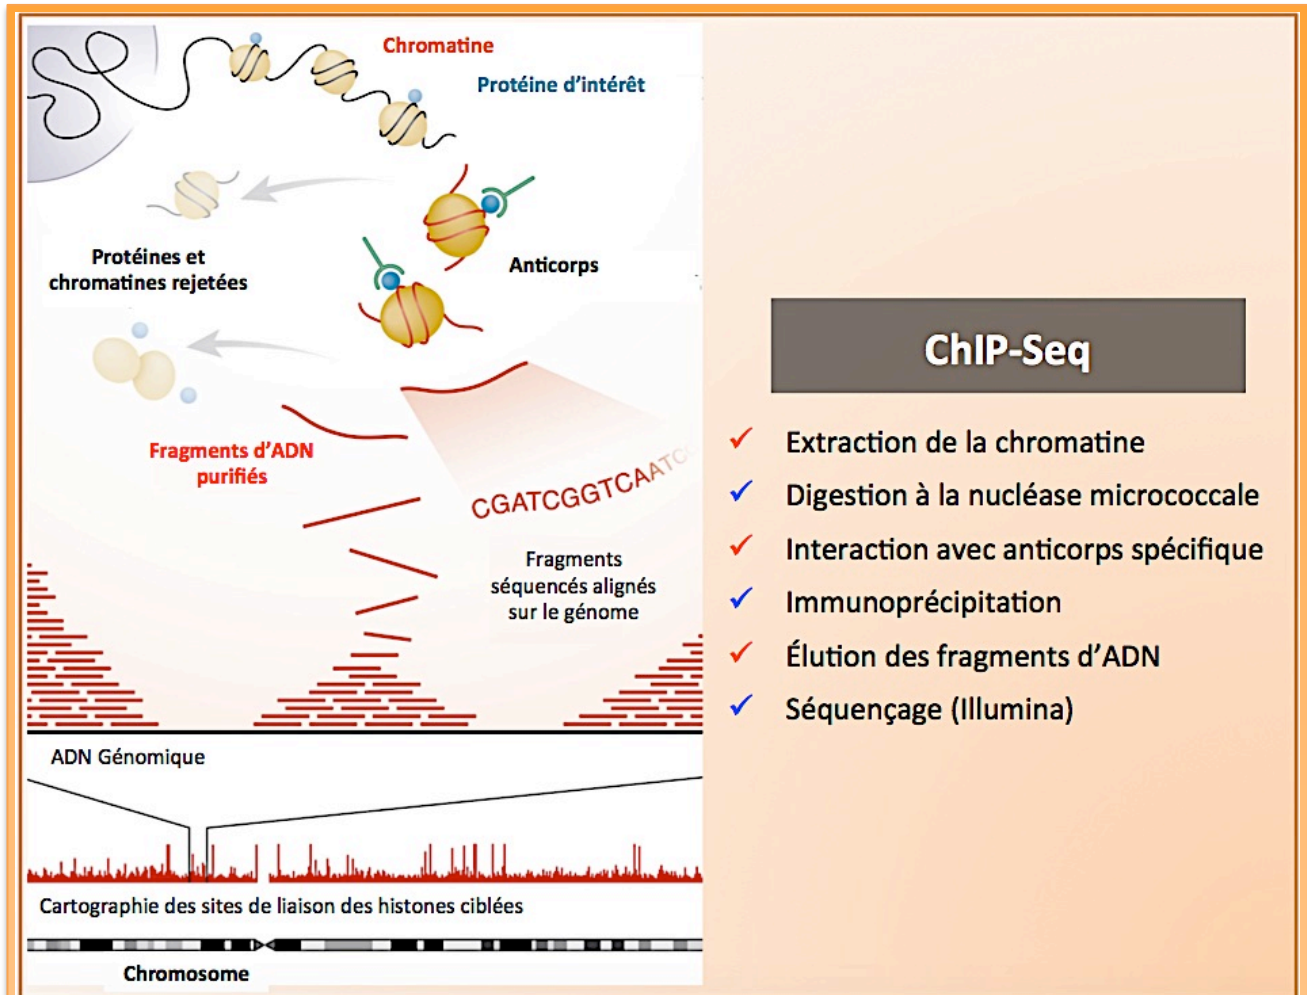 Chromatine
Protéine d'intérêt
Protéines et
chromatines rejetées
Anticorps
Fragments d'ADN
purifiés
CGATCGGTCAATCC
Fragments
séquencés alignés
sur le génome
ADN Génomique
Cartographie des sites de liaison des histones ciblées
Chromosome
ChIP-Seq
✓ Extraction de la chromatine
✓ Digestion à la nucléase micrococcale
✓ Interaction avec anticorps spécifique
✓ Immunoprécipitation
✓ Élution des fragments d'ADN
✓ Séquençage (Illumina)